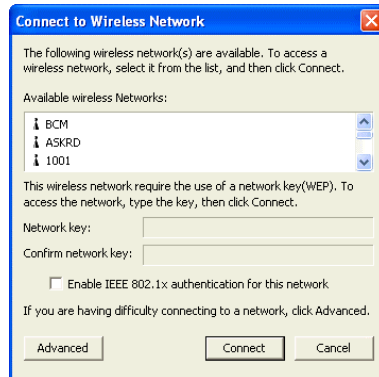 Connect to Wireless Network
The following wireless network(s) are available. To access a
wireless network, select it from the list, and then click Connect.
Available wireless Networks:
BCM
ASKRD
1001
This wireless network require the use of a network key(WEP). To
access the network, type the key, then click Connect.
Network key:
Confirm network key:
Enable IEEE 802.1x authentication for this network
If you are having difficulty connecting to a network, click Advanced.
Advanced
Connect
Cancel